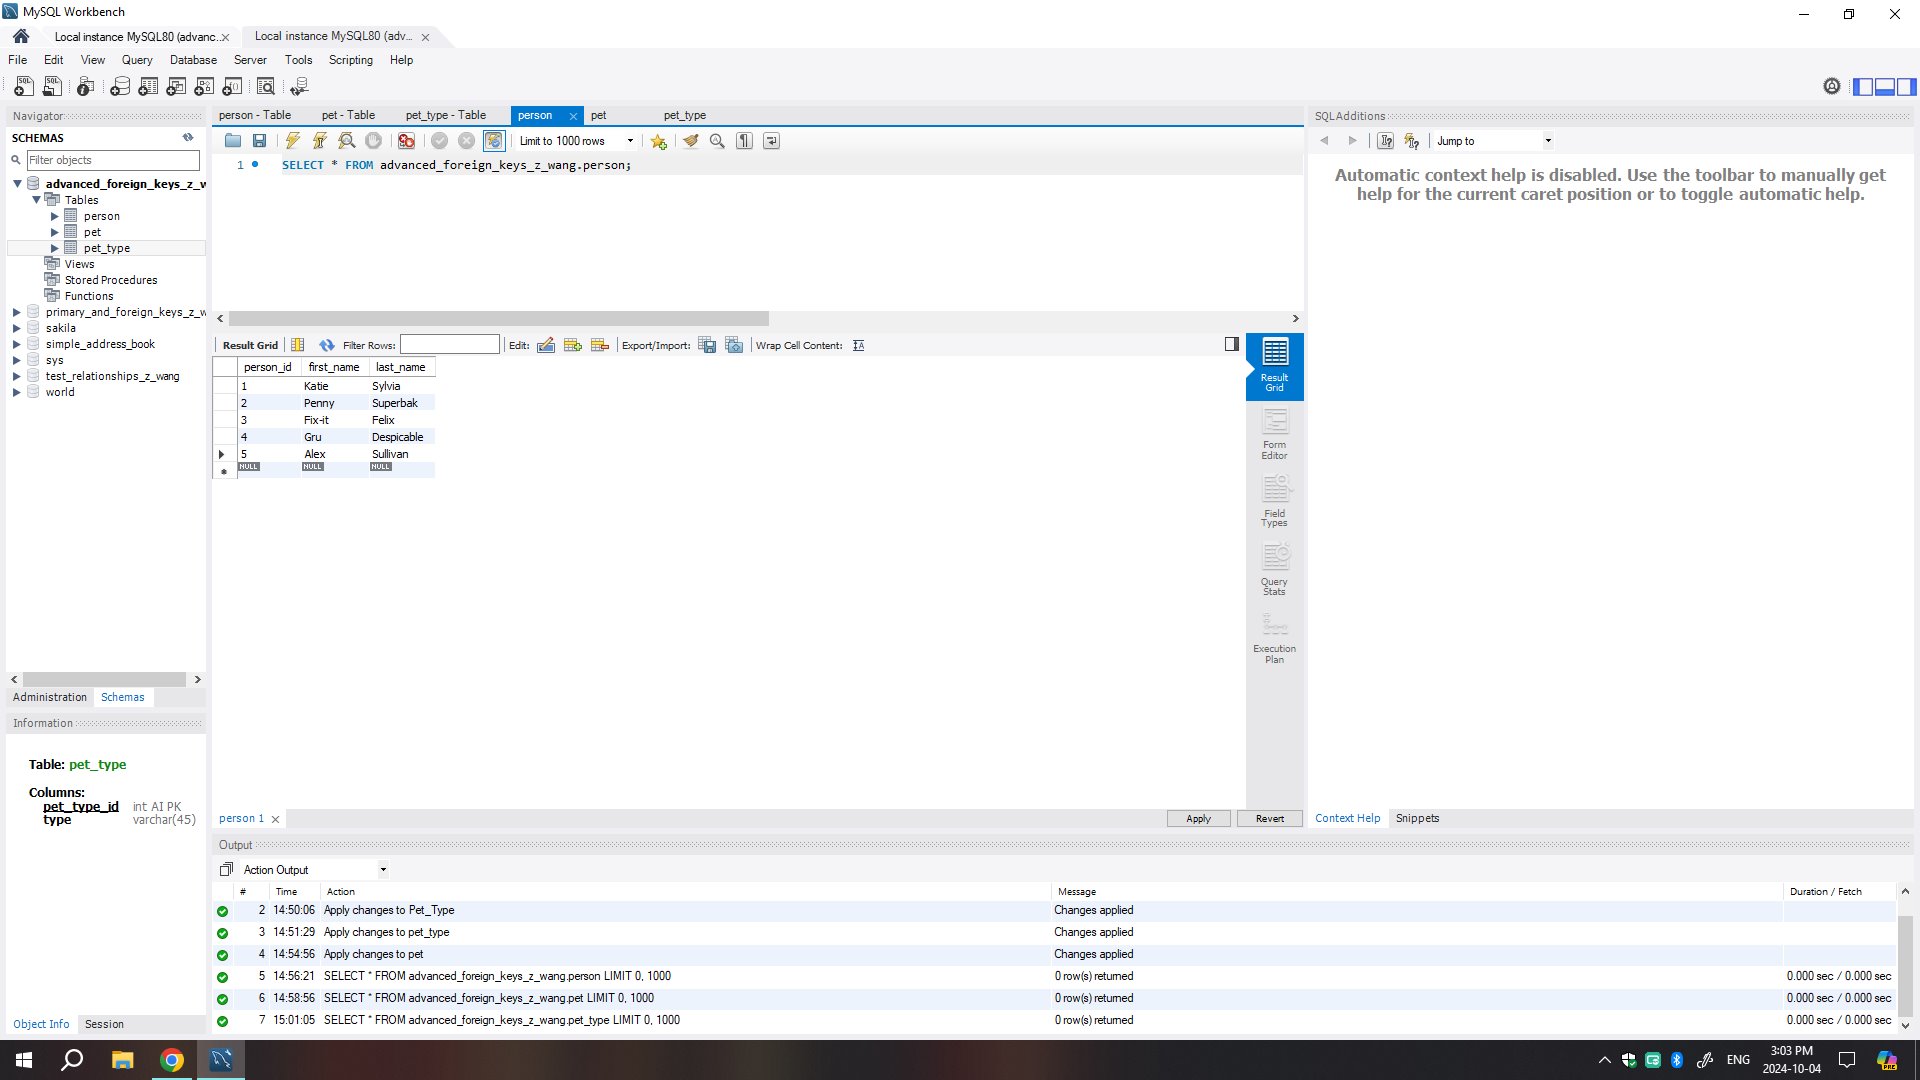 MySQL Workbench
Local instance MySQL80 (advanc...
Local instance MySQL80 (adv...
File Edit View Query Database Server Tools Scripting Help
Navigator
SCHEMAS
Filter objects
advanced_foreign_keys_z_w
Tables
person
pet
pet_type
Views
Stored Procedures
Functions
primary_and_foreign_keys_z_w
sakila
simple_address_book
sys
test_relationships_z_wang
world
Administration Schemas
Information
Table: pet_type
Columns:
pet_type_id int AI PK
type varchar(45)
Object Info Session
person - Table pet - Table pet_type - Table person pet pet_type
Limit to 1000 rows
1 SELECT * FROM advanced_foreign_keys_z_wang.person;
Result Grid Filter Rows: Edit: Export/Import: Wrap Cell Content:
person_id first_name last_name
1 Katie Sylvia
2 Penny Superbak
3 Fix-it Felix
4 Gru Despicable
5 Alex Sullivan
NULL NULL NULL
Result
Grid
Form
Editor
Field
Types
Query
Stats
Execution
Plan
person 1
Apply Revert
SQLAdditions
Jump to
Automatic context help is disabled. Use the toolbar to manually get
help for the current caret position or to toggle automatic help.
Context Help Snippets
Output
Action Output
# Time Action Message Duration / Fetch
2 14:50:06 Apply changes to Pet_Type Changes applied
3 14:51:29 Apply changes to pet_type Changes applied
4 14:54:56 Apply changes to pet Changes applied
5 14:56:21 SELECT * FROM advanced_foreign_keys_z_wang.person LIMIT 0, 1000 0 row(s) returned 0.000 sec / 0.000 sec
6 14:58:56 SELECT * FROM advanced_foreign_keys_z_wang.pet LIMIT 0, 1000 0 row(s) returned 0.000 sec / 0.000 sec
7 15:01:05 SELECT * FROM advanced_foreign_keys_z_wang.pet_type LIMIT 0, 1000 0 row(s) returned 0.000 sec / 0.000 sec
ENG
3:03 PM
2024-10-04